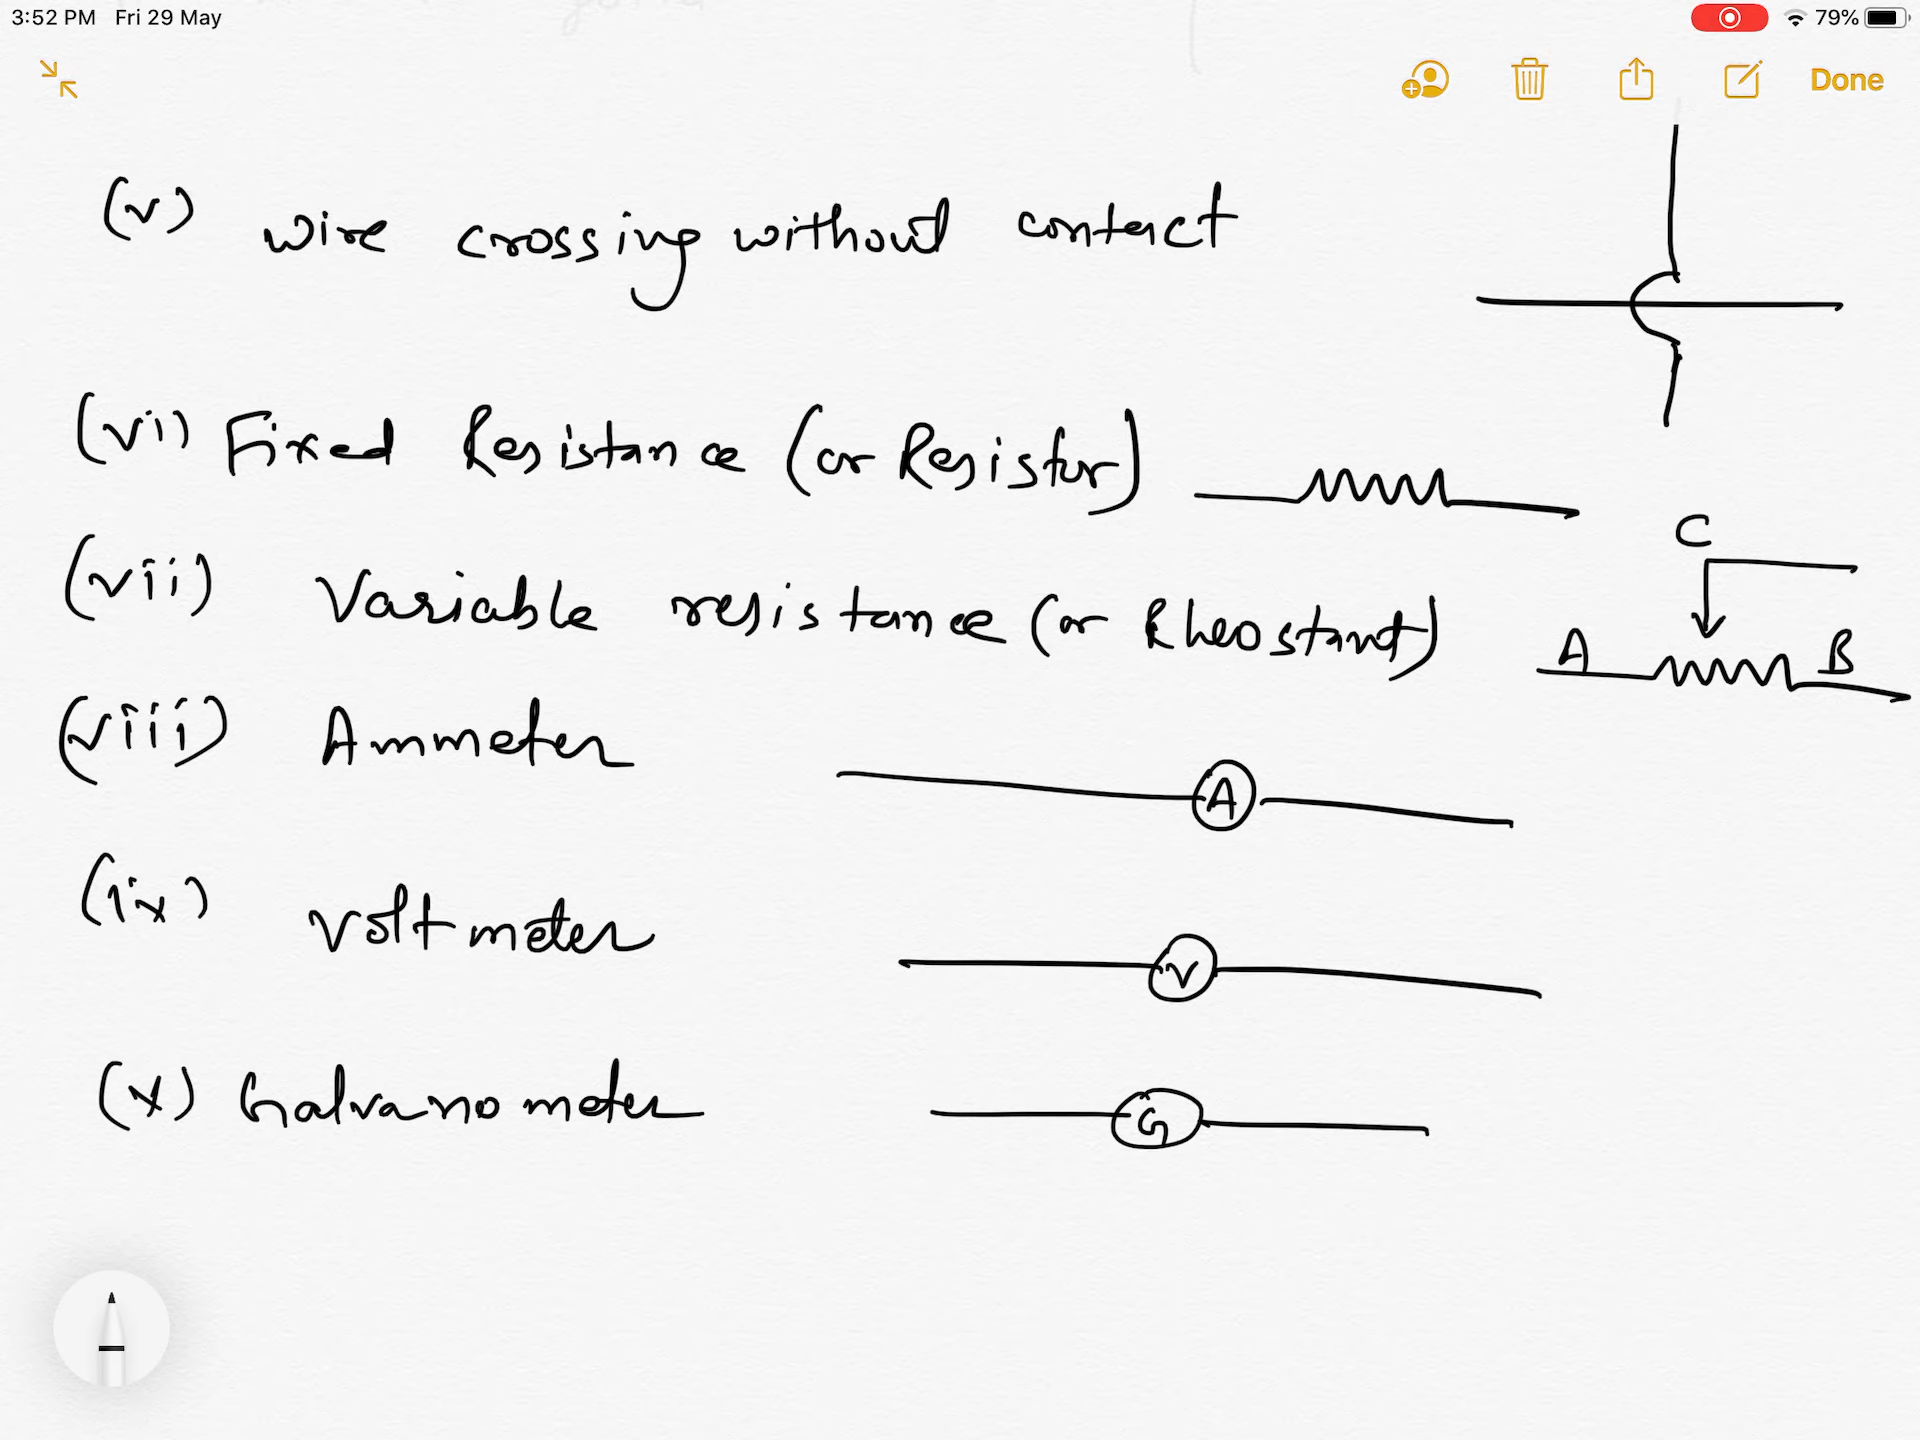 3:52 PM Fri 29 May 79%
Done
(v) wire crossing without contact
(vi) Fixed Resistance (or Resistor)
C
(vii) Variable resistance (or Rheostant)
A B
(viii) Ammeter
A
(ix) voltmeter
V
(x) Galvanometer
G